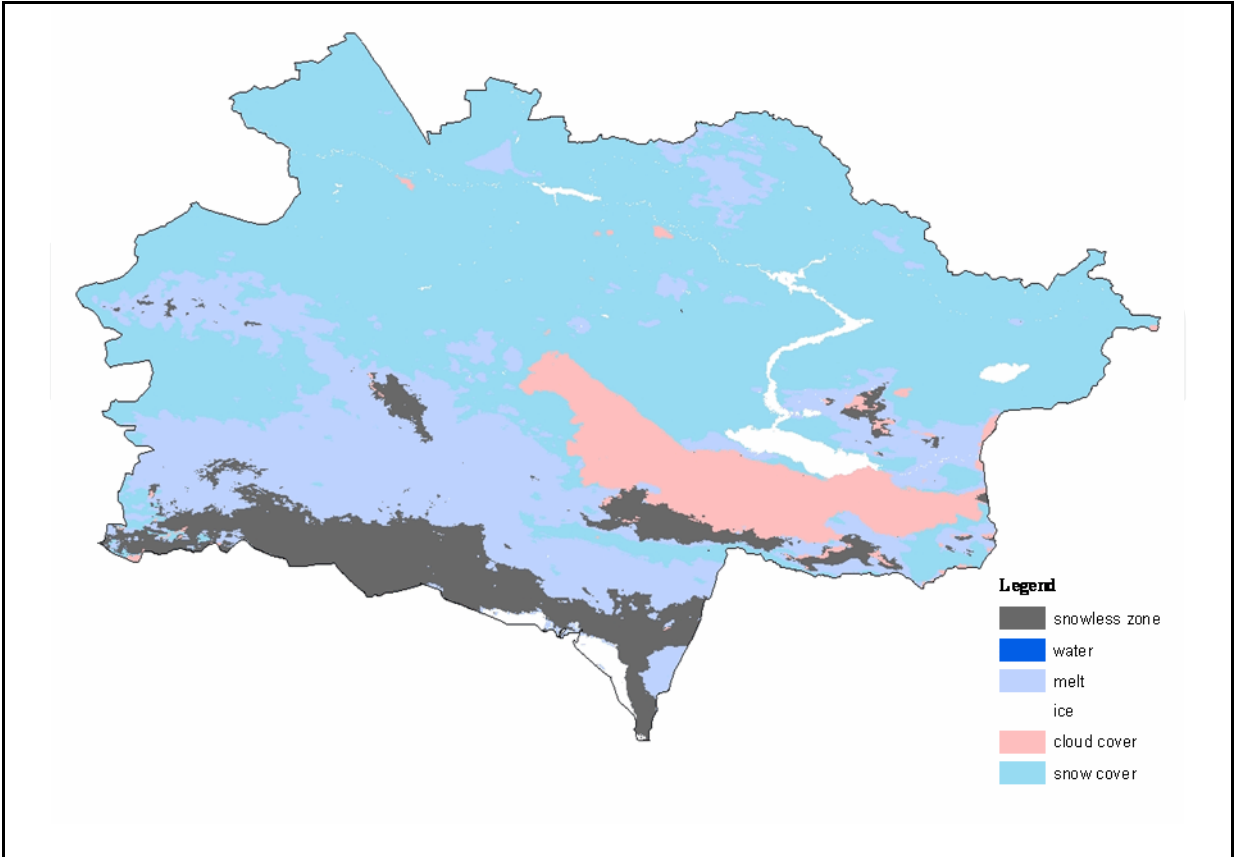 Legend
snowless zone
water
melt
ice
cloud cover
snow cover